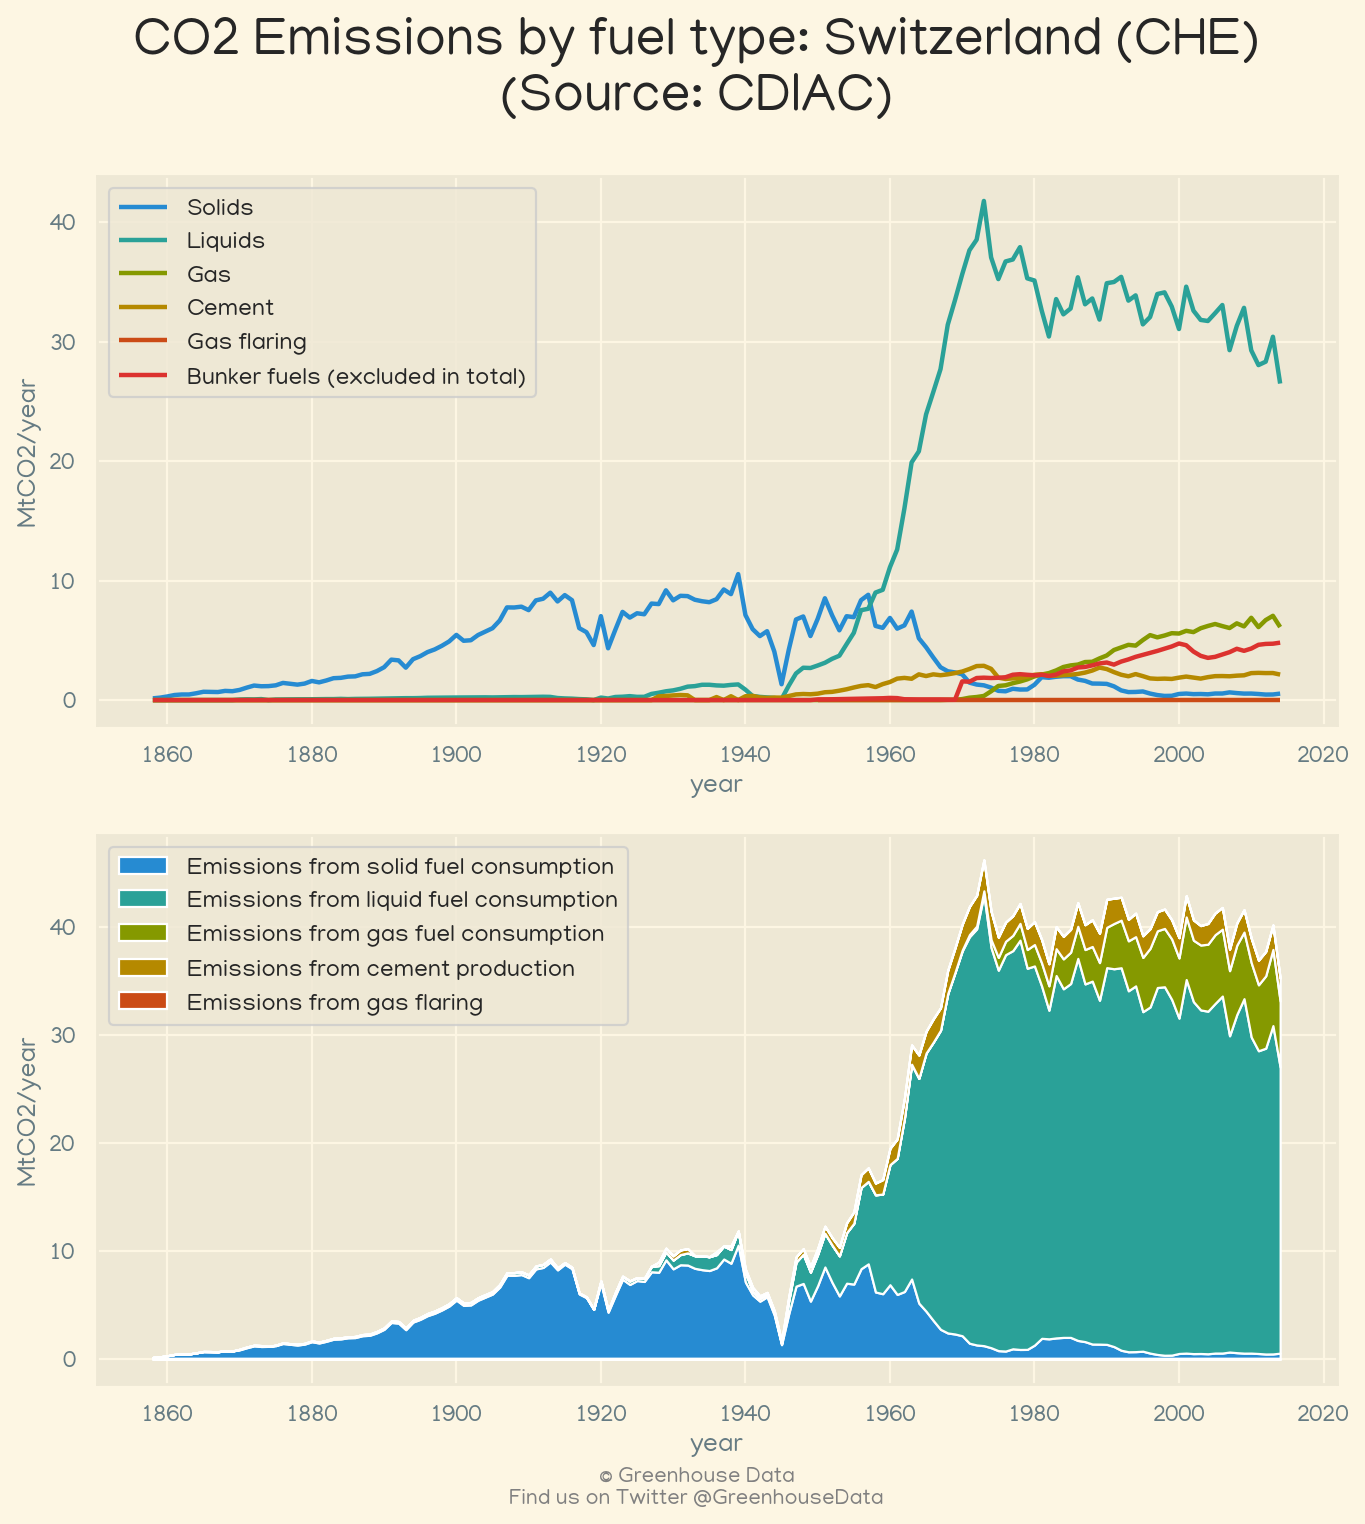 CO2 Emissions by fuel type: Switzerland (CHE)
(Source: CDIAC)
Solids
Liquids
Gas
Cement
Gas flaring
Bunker fuels (excluded in total)
40
30
20
10
0
MtCO2/year
1860 1880 1900 1920 1940 1960 1980 2000 2020
year
Emissions from solid fuel consumption
Emissions from liquid fuel consumption
Emissions from gas fuel consumption
Emissions from cement production
Emissions from gas flaring
40
30
20
10
0
MtCO2/year
1860 1880 1900 1920 1940 1960 1980 2000 2020
year
© Greenhouse Data
Find us on Twitter @GreenhouseData